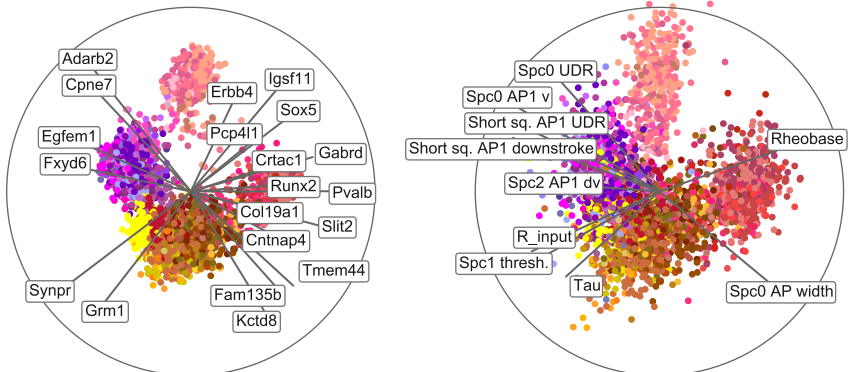 Adarb2
Cpne7
Erbb4
Igsf11
Sox5
Egfem1
Pcp4l1
Fxyd6
Crtac1
Gabrd
Runx2
Pvalb
Col19a1
Slit2
Cntnap4
Tmem44
Synpr
Grm1
Fam135b
Kctd8
Spc0 UDR
Spc0 AP1 v
Short sq. AP1 UDR
Short sq. AP1 downstroke
Rheobase
Spc2 AP1 dv
R_input
Spc1 thresh.
Tau
Spc0 AP width